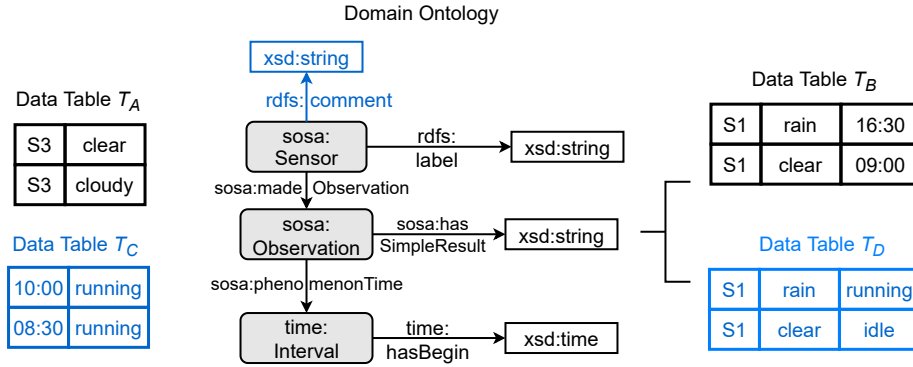 Domain Ontology
xsd:string
rdfs: comment
Data Table T_A
S3 clear
S3 cloudy
sosa:
Sensor
rdfs:
label
xsd:string
sosa:made Observation
sosa:
Observation
sosa:has
SimpleResult
xsd:string
Data Table T_B
S1 rain 16:30
S1 clear 09:00
Data Table T_C
10:00 running
08:30 running
sosa:pheno menonTime
time:
Interval
time:
hasBegin
xsd:time
Data Table T_D
S1 rain running
S1 clear idle